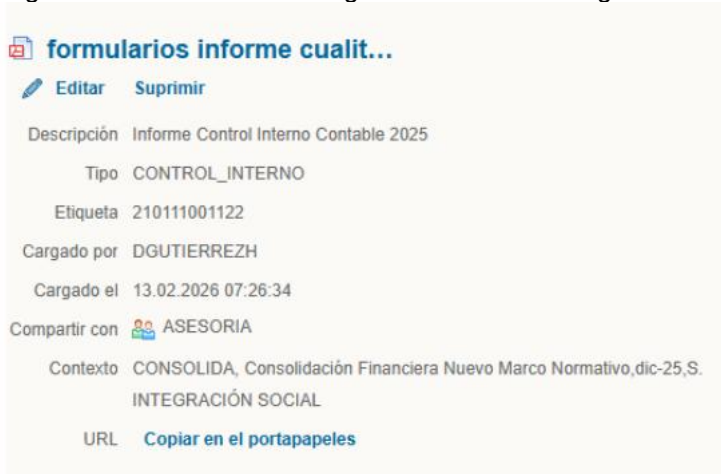 formularios informe cualit...
Editar Suprimir
Descripción Informe Control Interno Contable 2025
Tipo CONTROL_INTERNO
Etiqueta 210111001122
Cargado por DGUTIERREZH
Cargado el 13.02.2026 07:26:34
Compartir con ASESORIA
Contexto CONSOLIDA, Consolidación Financiera Nuevo Marco Normativo,dic-25,S.
INTEGRACIÓN SOCIAL
URL Copiar en el portapapeles